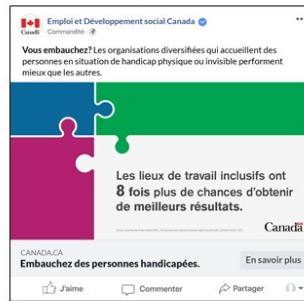 Emploi et Développement social Canada
Canada
Commandité ·
Vous embauchez? Les organisations diversifiées qui accueillent des
personnes en situation de handicap physique ou invisible performent
mieux que les autres.
Les lieux de travail inclusifs ont
8 fois plus de chances d'obtenir
de meilleurs résultats.
Canada
CANADA.CA
Embauchez des personnes handicapées.
En savoir plus
J'aime
Commenter
Partager